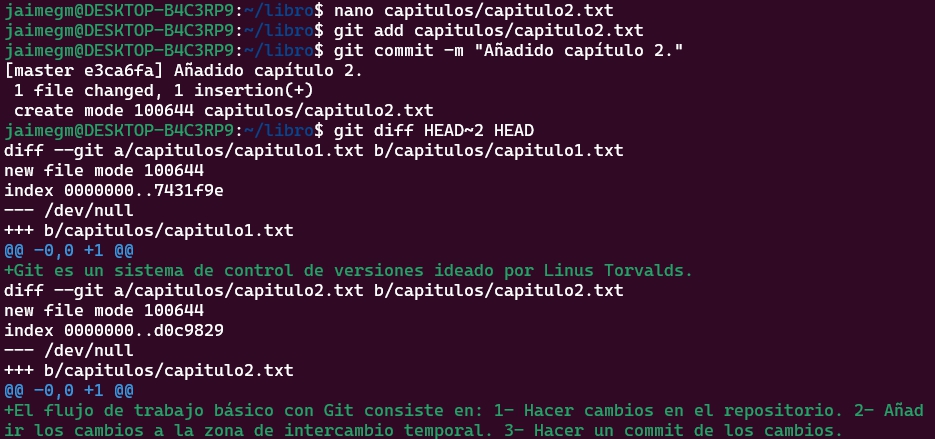 jaimegm@DESKTOP-B4C3RP9:~/libro$ nano capitulos/capitulo2.txt
jaimegm@DESKTOP-B4C3RP9:~/libro$ git add capitulos/capitulo2.txt
jaimegm@DESKTOP-B4C3RP9:~/libro$ git commit -m "Añadido capítulo 2."
[master e3ca6fa] Añadido capítulo 2.
 1 file changed, 1 insertion(+)
 create mode 100644 capitulos/capitulo2.txt
jaimegm@DESKTOP-B4C3RP9:~/libro$ git diff HEAD~2 HEAD
diff --git a/capitulos/capitulo1.txt b/capitulos/capitulo1.txt
new file mode 100644
index 0000000..7431f9e
--- /dev/null
+++ b/capitulos/capitulo1.txt
@@ -0,0 +1 @@
+Git es un sistema de control de versiones ideado por Linus Torvalds.
diff --git a/capitulos/capitulo2.txt b/capitulos/capitulo2.txt
new file mode 100644
index 0000000..d0c9829
--- /dev/null
+++ b/capitulos/capitulo2.txt
@@ -0,0 +1 @@
+El flujo de trabajo básico con Git consiste en: 1- Hacer cambios en el repositorio. 2- Añad
ir los cambios a la zona de intercambio temporal. 3- Hacer un commit de los cambios.